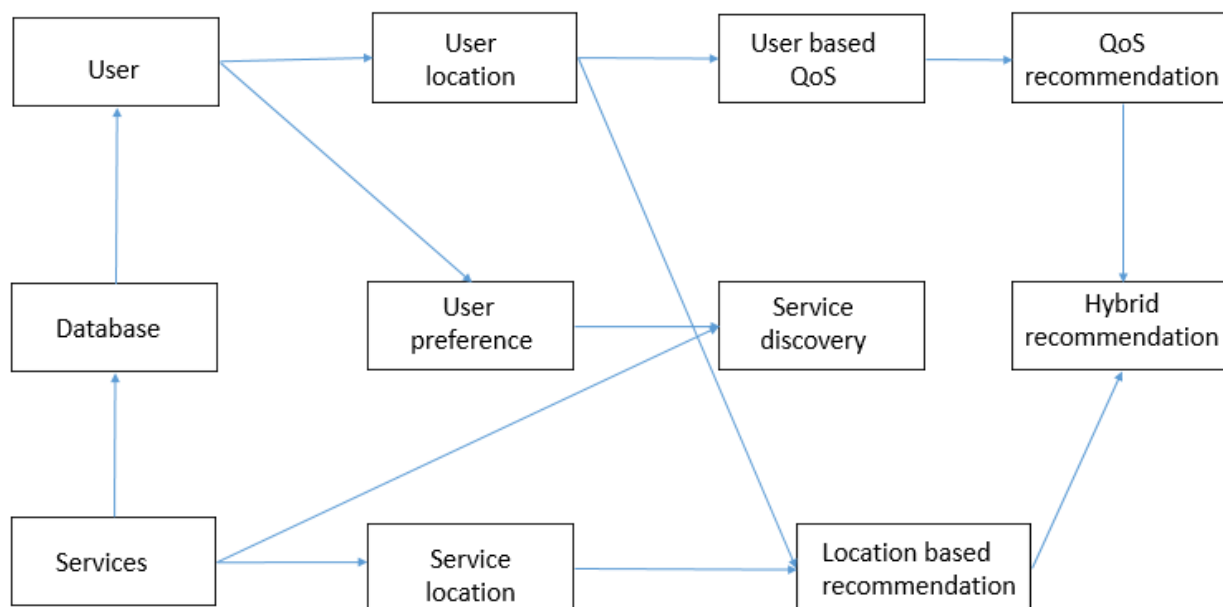 User
User
location
User based
QoS
QoS
recommendation
Database
User
preference
Service
discovery
Hybrid
recommendation
Services
Service
location
Location based
recommendation